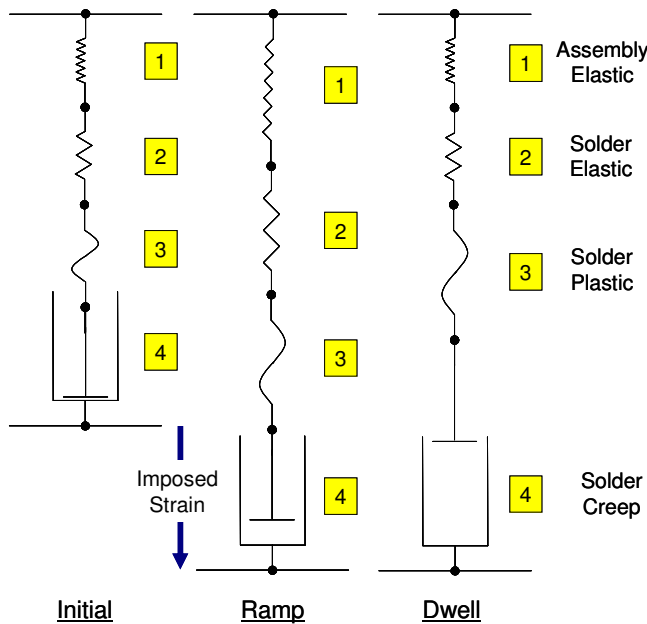 1
1
1
Assembly
Elastic
2
2
2
Solder
Elastic
3
3
3
Solder
Plastic
4
4
4
Solder
Creep
Imposed
Strain
Initial
Ramp
Dwell